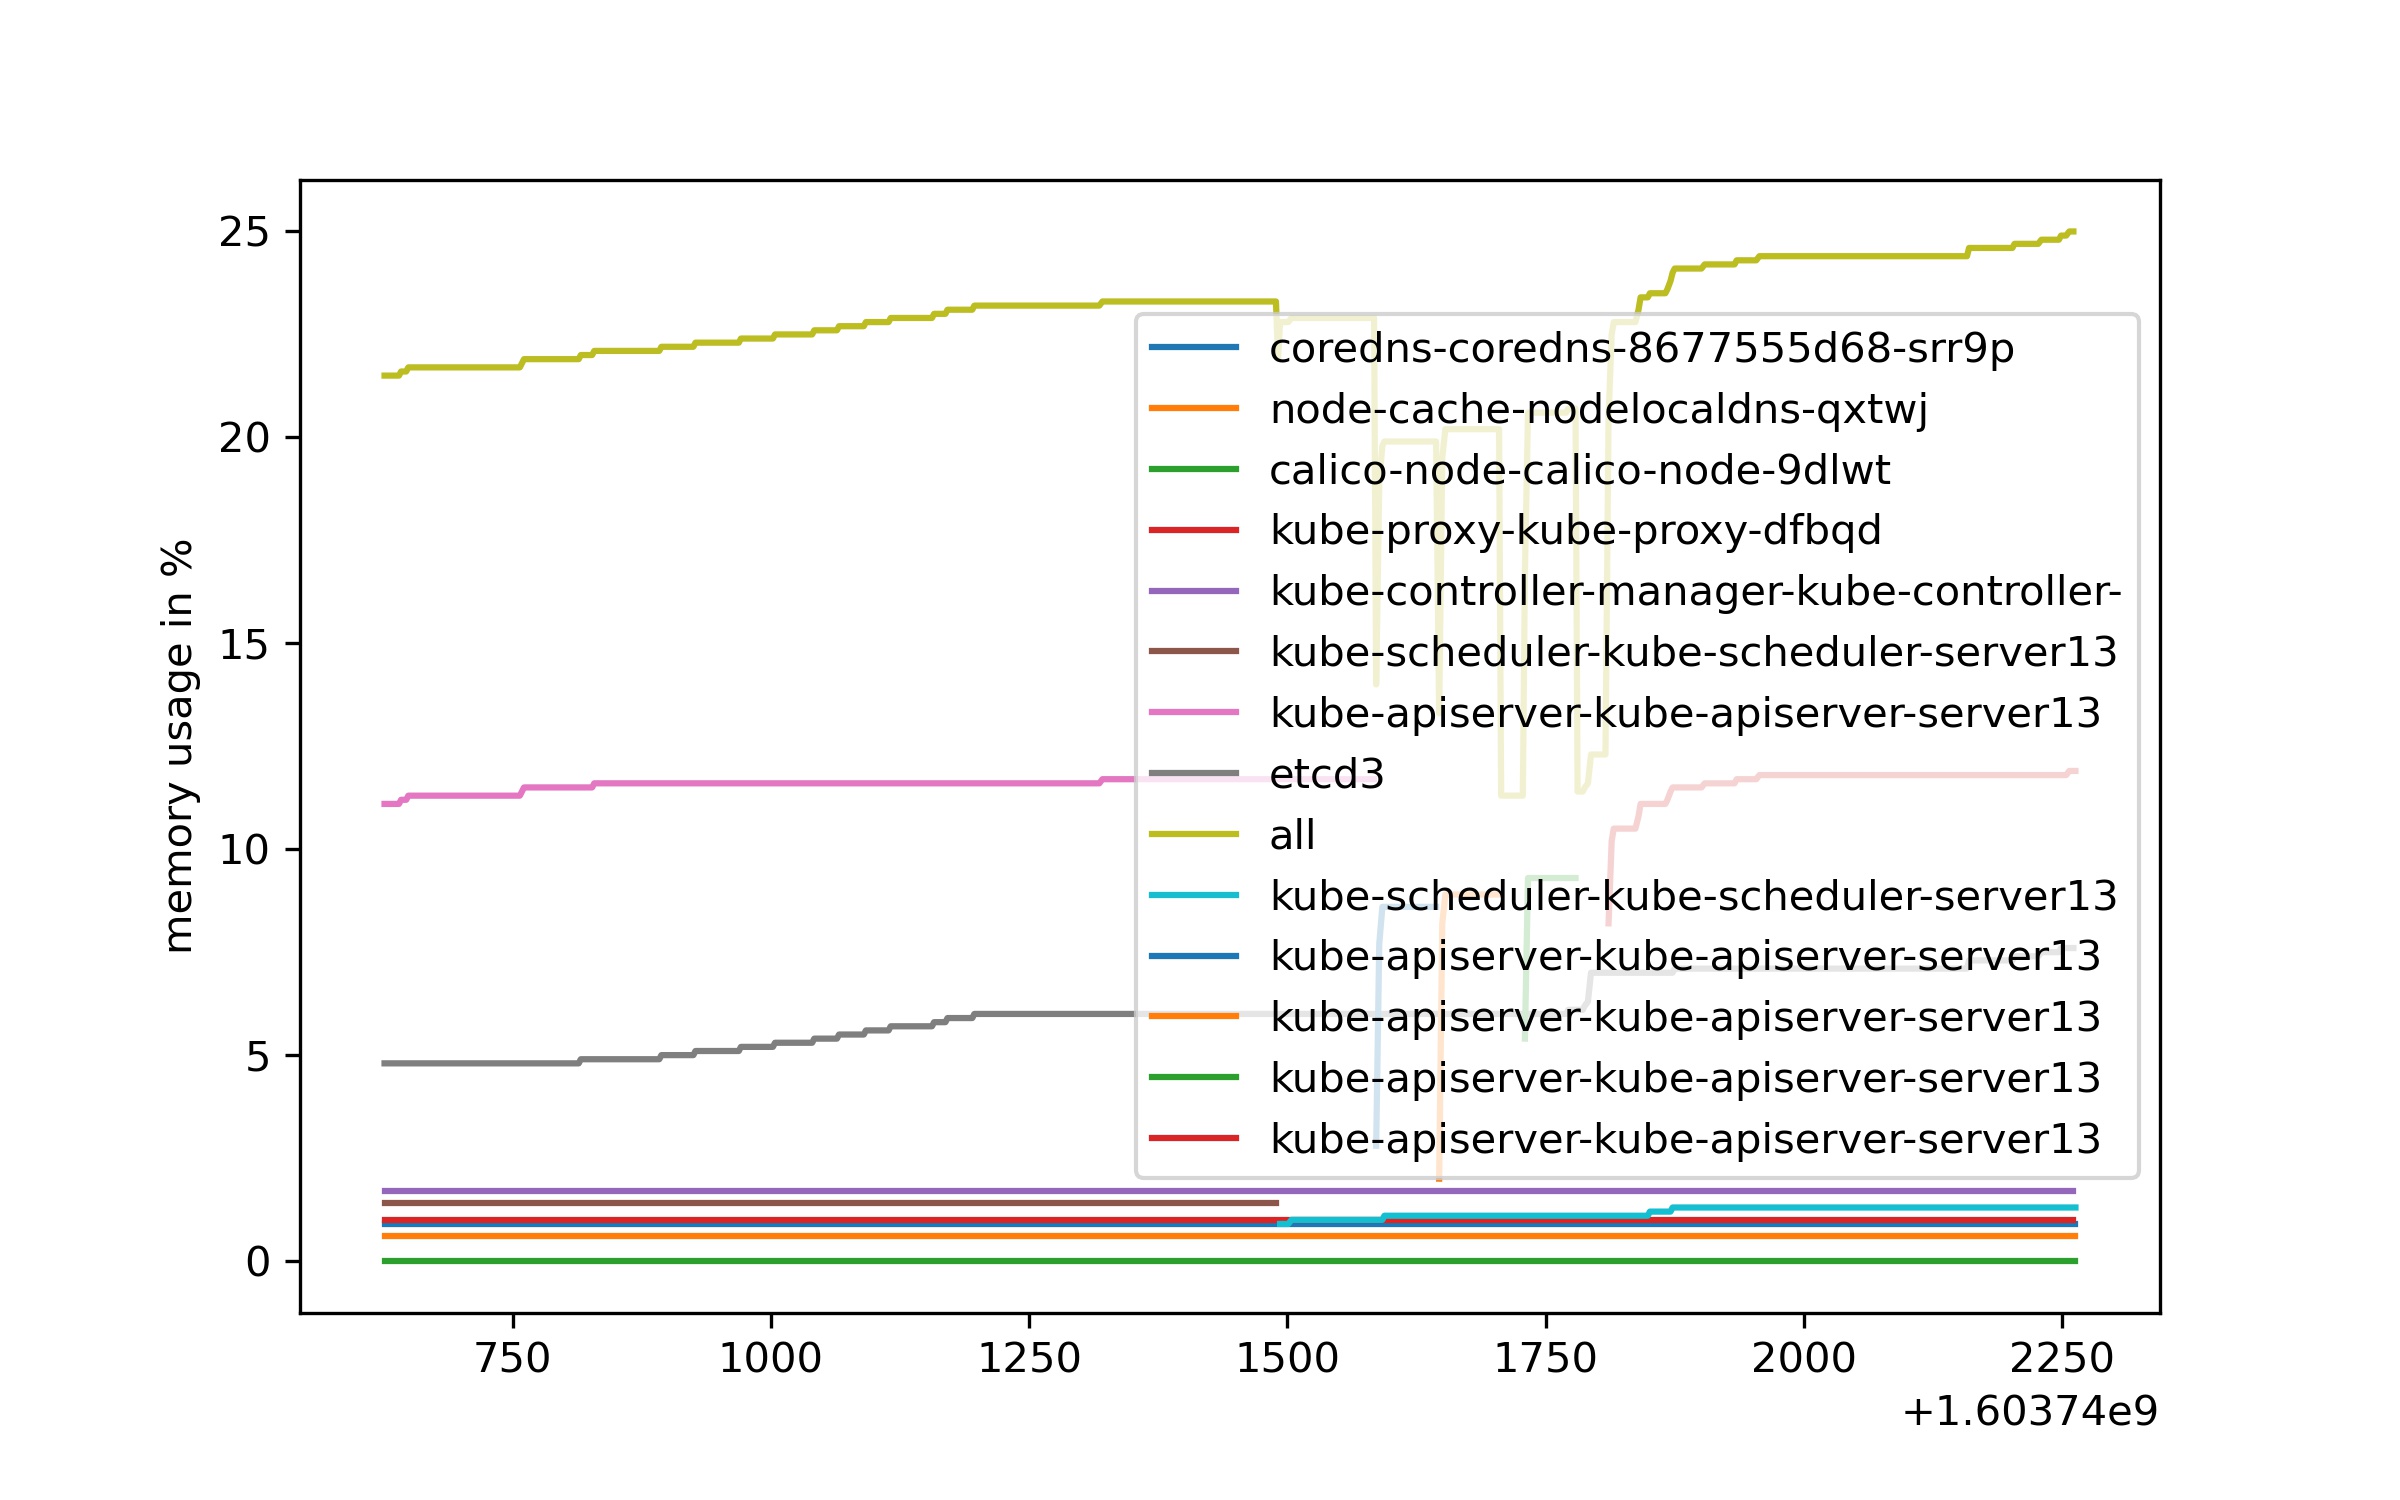 25
20
15
10
5
0
memory usage in %
coredns-coredns-8677555d68-srr9p
node-cache-nodelocaldns-qxtwj
calico-node-calico-node-9dlwt
kube-proxy-kube-proxy-dfbqd
kube-controller-manager-kube-controller-
kube-scheduler-kube-scheduler-server13
kube-apiserver-kube-apiserver-server13
etcd3
all
kube-scheduler-kube-scheduler-server13
kube-apiserver-kube-apiserver-server13
kube-apiserver-kube-apiserver-server13
kube-apiserver-kube-apiserver-server13
kube-apiserver-kube-apiserver-server13
750 1000 1250 1500 1750 2000 2250
+1.60374e9